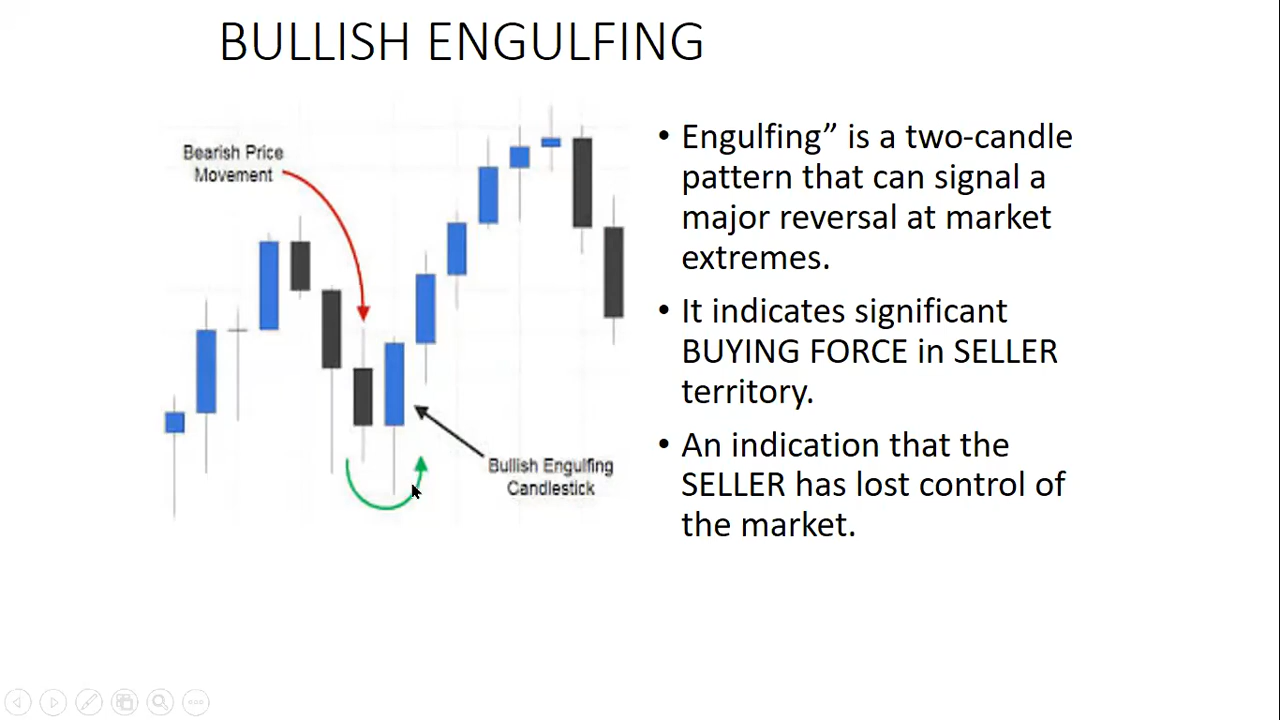 BULLISH ENGULFING
Bearish Price
Movement
Bullish Engulfing
Candlestick
• Engulfing” is a two-candle
pattern that can signal a
major reversal at market
extremes.
• It indicates significant
BUYING FORCE in SELLER
territory.
• An indication that the
SELLER has lost control of
the market.